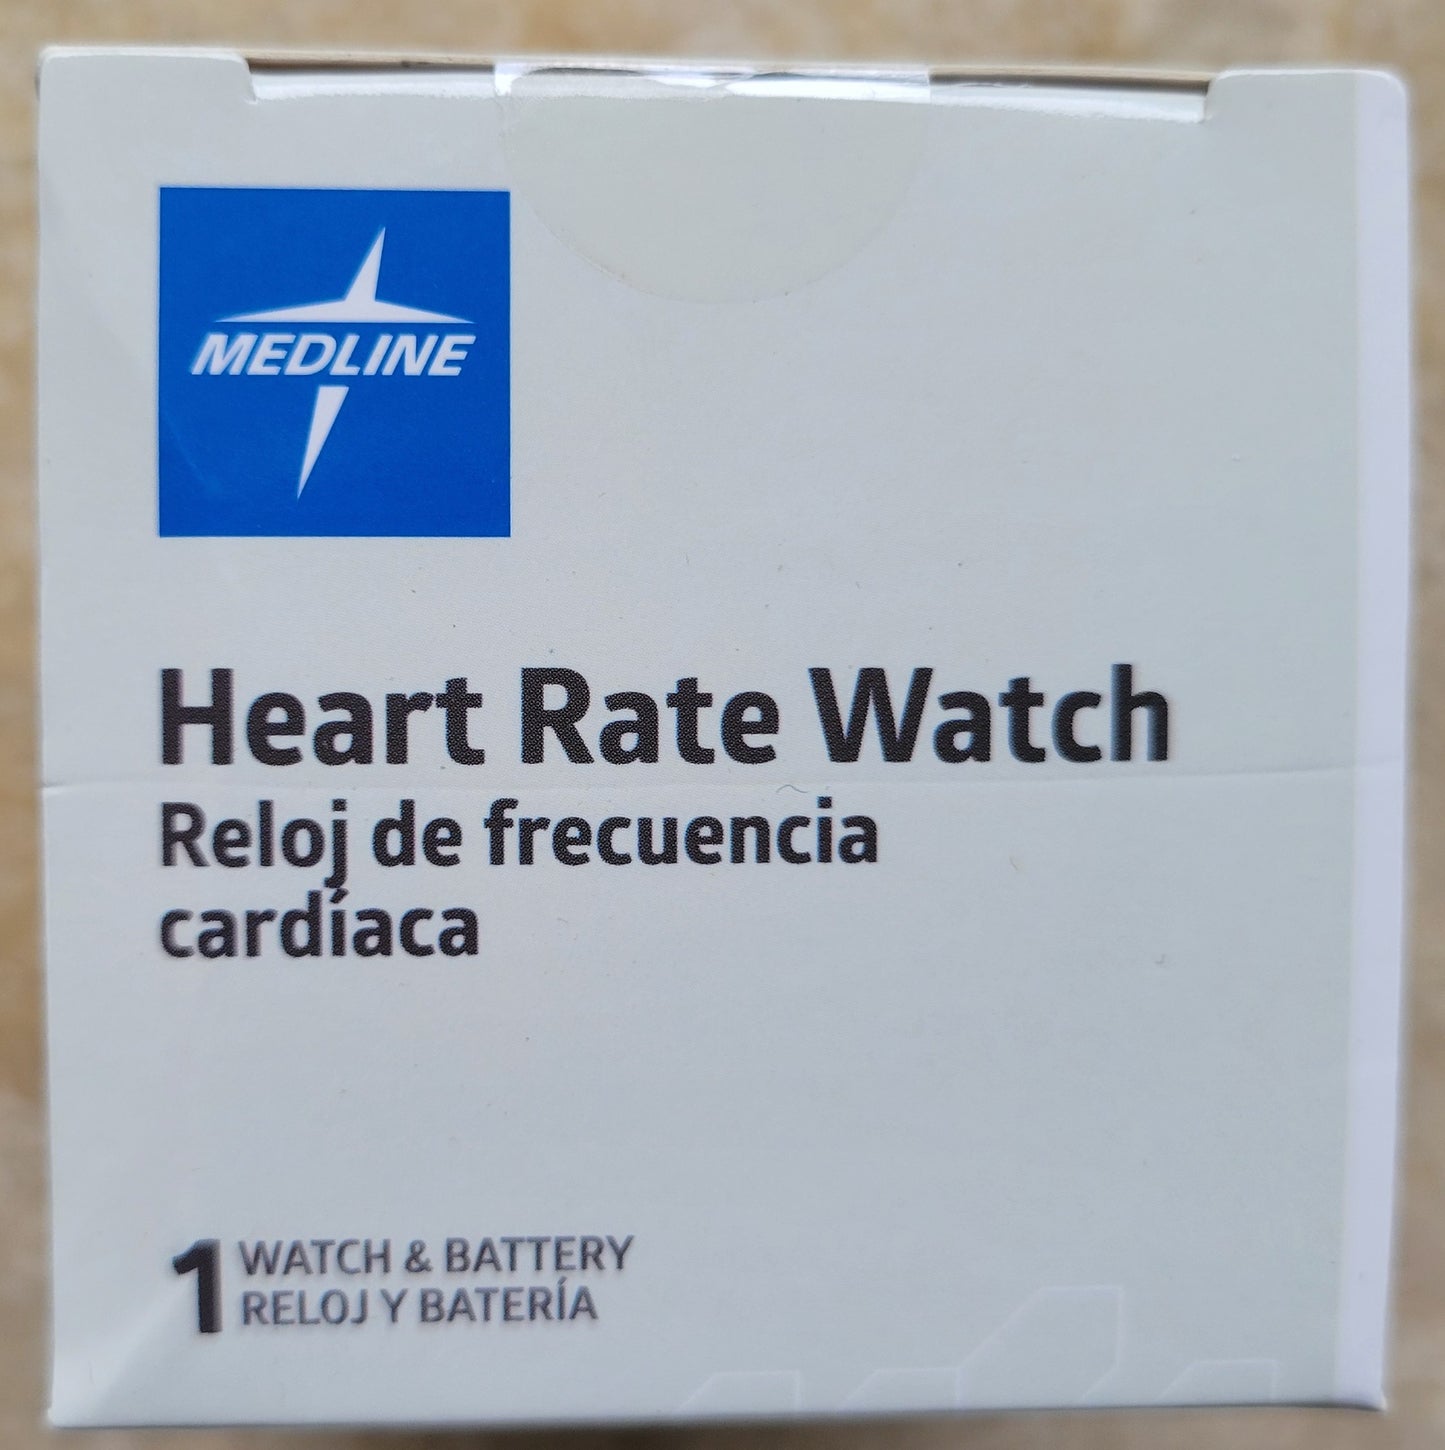 MEDLINE
Heart Rate Watch
Reloj de frecuencia
cardíaca
1 WATCH & BATTERY
RELOJ Y BATERÍA